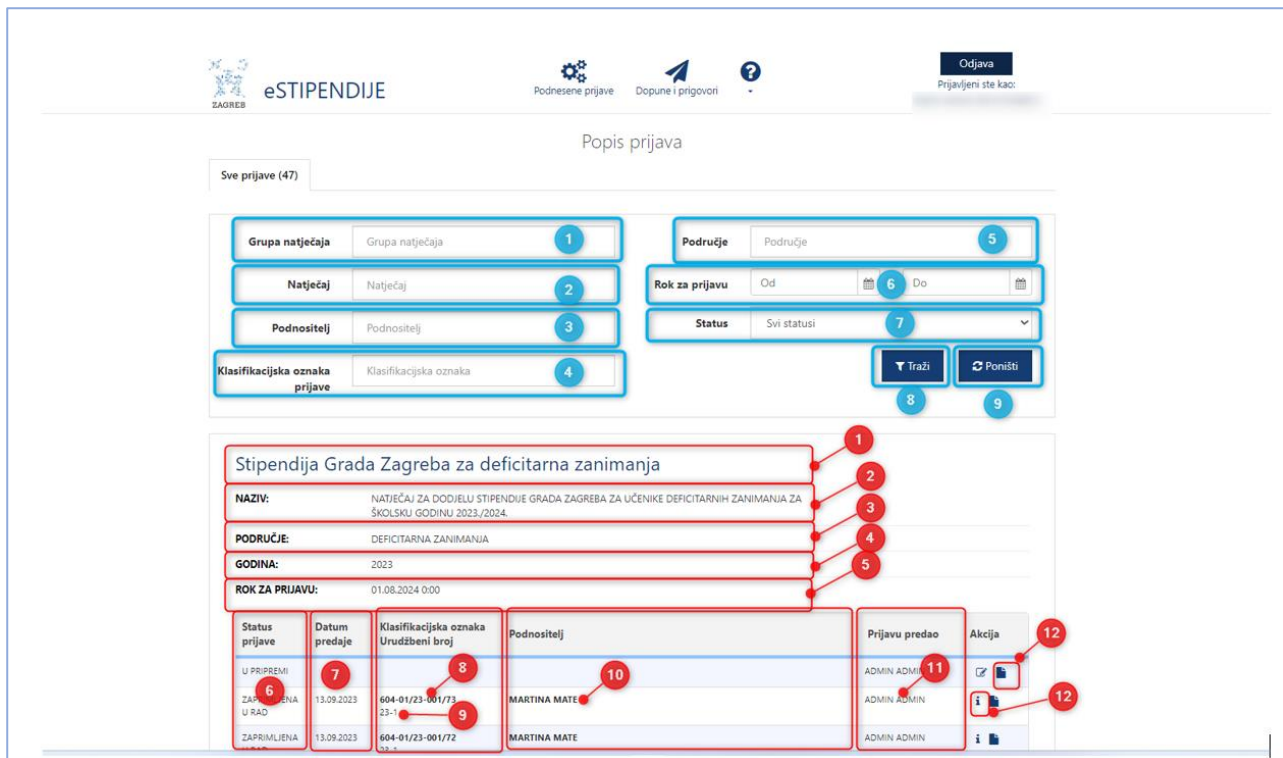 ZAGREB
eSTIPENDIJE
Podnesene prijave
Dopune i prigovori
Odjava
Prijavljeni ste kao:
Popis prijava
Sve prijave (47)
Grupa natječaja Grupa natječaja 1
Područje Područje 5
Natječaj Natječaj 2
Rok za prijavu Od 6 Do
Podnositelj Podnositelj 3
Status Svi statusi 7
Klasifikacijska oznaka
prijave
Klasifikacijska oznaka 4
Traži Poništi
8 9
1
Stipendija Grada Zagreba za deficitarna zanimanja
2
NAZIV: NATJEČAJ ZA DODJELU STIPENDIJE GRADA ZAGREBA ZA UČENIKE DEFICITARNIH ZANIMANJA ZA
ŠKOLSKU GODINU 2023./2024.
3
PODRUČJE: DEFICITARNA ZANIMANJA
4
GODINA: 2023
5
ROK ZA PRIJAVU: 01.08.2024 0:00
Status
prijave
Datum
predaje
Klasifikacijska oznaka
Urudžbeni broj
Podnositelj
Prijavu predao
Akcija
12
U PRIPREMI ADMIN ADMIN
6 7 8 10 11
ZAPRIMLJENA
U RAD
13.09.2023
604-01/23-001/73
23-1
9
MARTINA MATE
ADMIN ADMIN
12
ZAPRIMLJENA 13.09.2023 604-01/23-001/72 MARTINA MATE ADMIN ADMIN